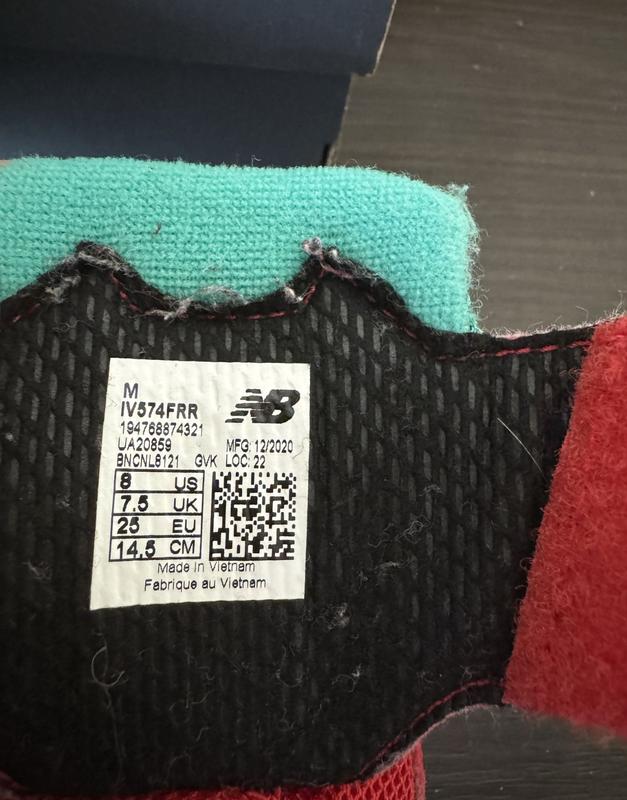 M
IV574FRR
NB
194768874321
UA20859 MFG: 12/2020
BNCNL8121 GVK LOC: 22
8 US
7.5 UK
25 EU
14.5 CM
Made in Vietnam
Fabrique au Vietnam